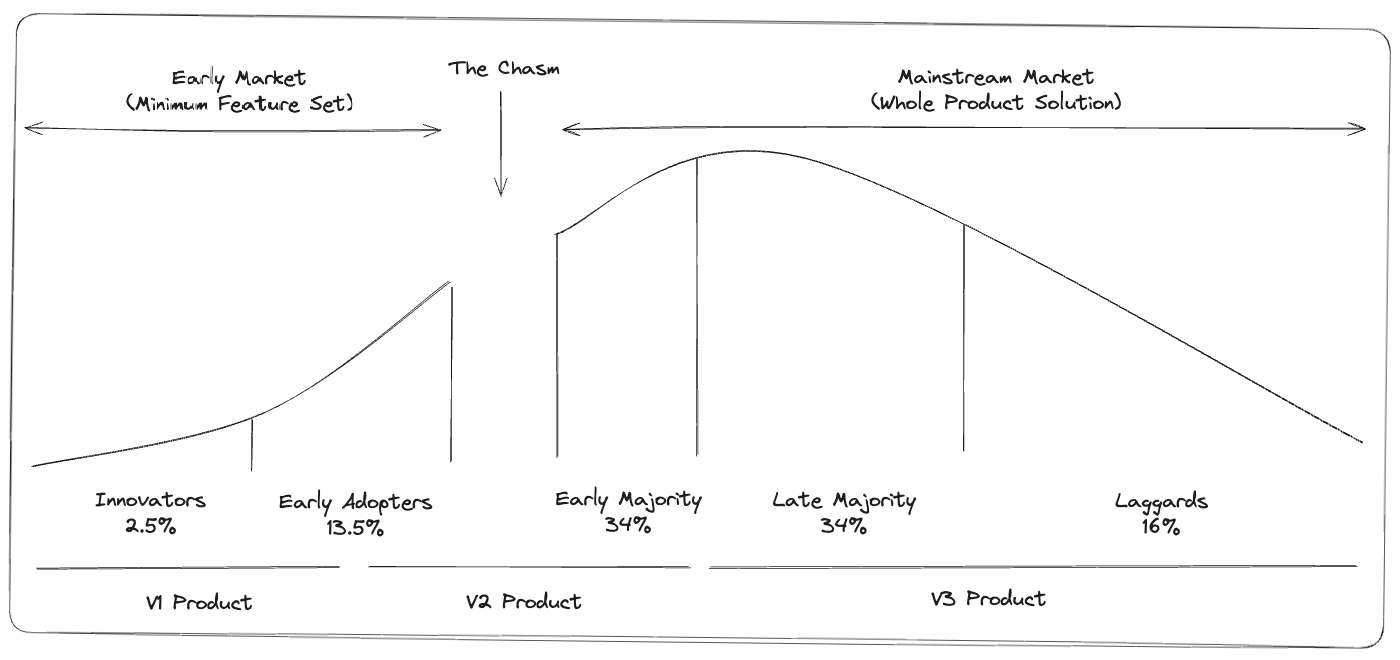 Early Market
(Minimum Feature Set)
The Chasm
Mainstream Market
(Whole Product Solution)
Innovators
2.5%
Early Adopters
13.5%
Early Majority
34%
Late Majority
34%
Laggards
16%
V1 Product
V2 Product
V3 Product